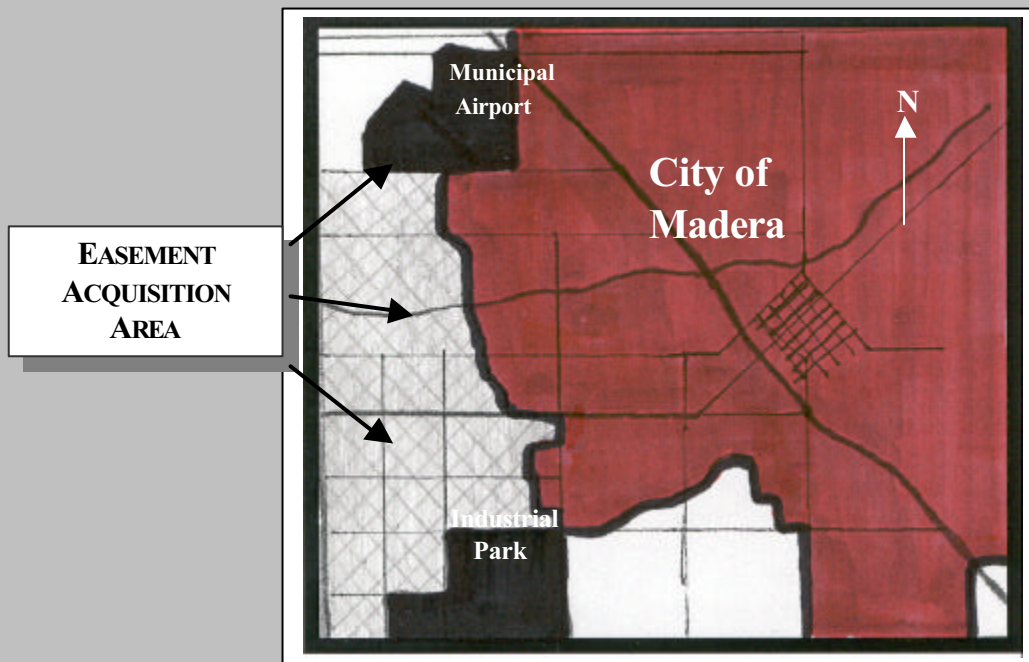 Municipal
Airport
N
City of
Madera
EASEMENT
ACQUISITION
AREA
Industrial
Park